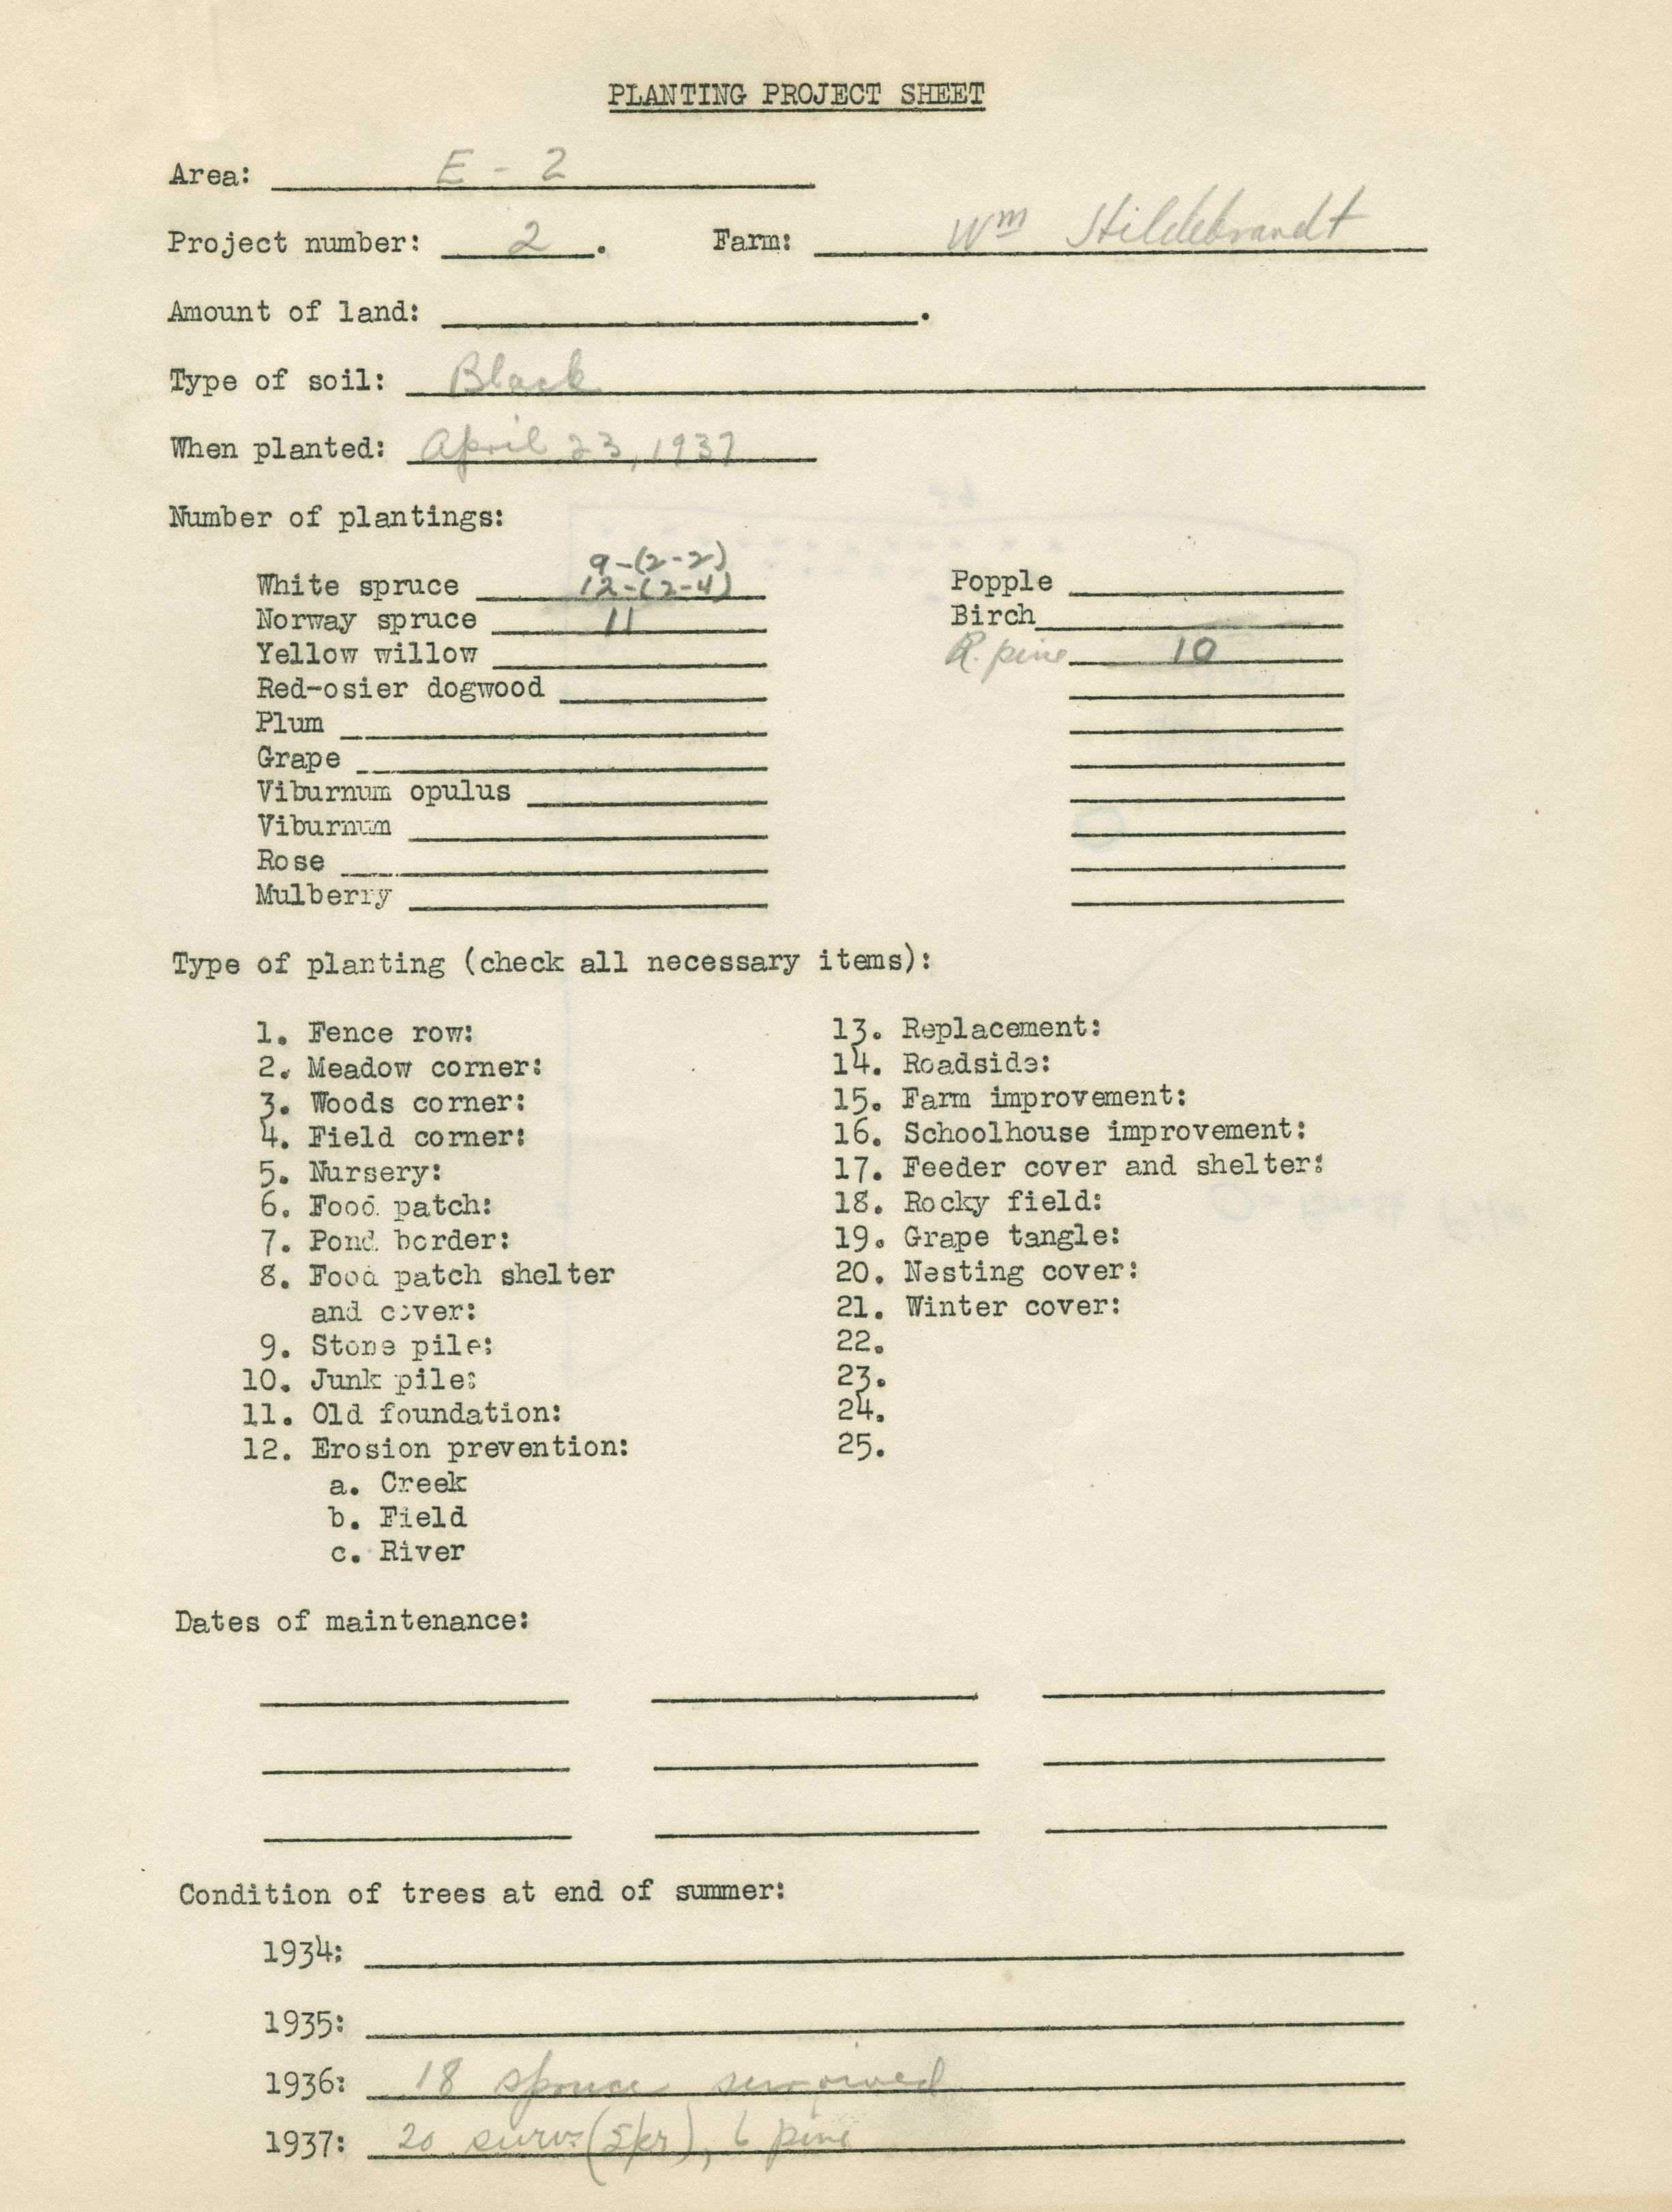 PLANTING PROJECT SHEET
Area: E - 2
Project number: 2. Farm: Wm Hildebrandt
Amount of land: .
Type of soil: Black
When planted: April 23, 1937
Number of plantings:
9-(2-2)
White spruce 12-(2-4) Popple
Norway spruce 11 Birch
Yellow willow R. pine 10
Red-osier dogwood
Plum
Grape
Viburnum opulus
Viburnum
Rose
Mulberry
Type of planting (check all necessary items):
1. Fence row: 13. Replacement:
2. Meadow corner: 14. Roadside:
3. Woods corner: 15. Farm improvement:
4. Field corner: 16. Schoolhouse improvement:
5. Nursery: 17. Feeder cover and shelter:
6. Food patch: 18. Rocky field:
7. Pond border: 19. Grape tangle:
8. Food patch shelter 20. Nesting cover:
and cover: 21. Winter cover:
9. Stone pile: 22.
10. Junk pile: 23.
11. Old foundation: 24.
12. Erosion prevention: 25.
a. Creek
b. Field
c. River
Dates of maintenance:
Condition of trees at end of summer:
1934:
1935:
1936: 18 spruce survived
1937: 20 surv. (Spr), 6 pine